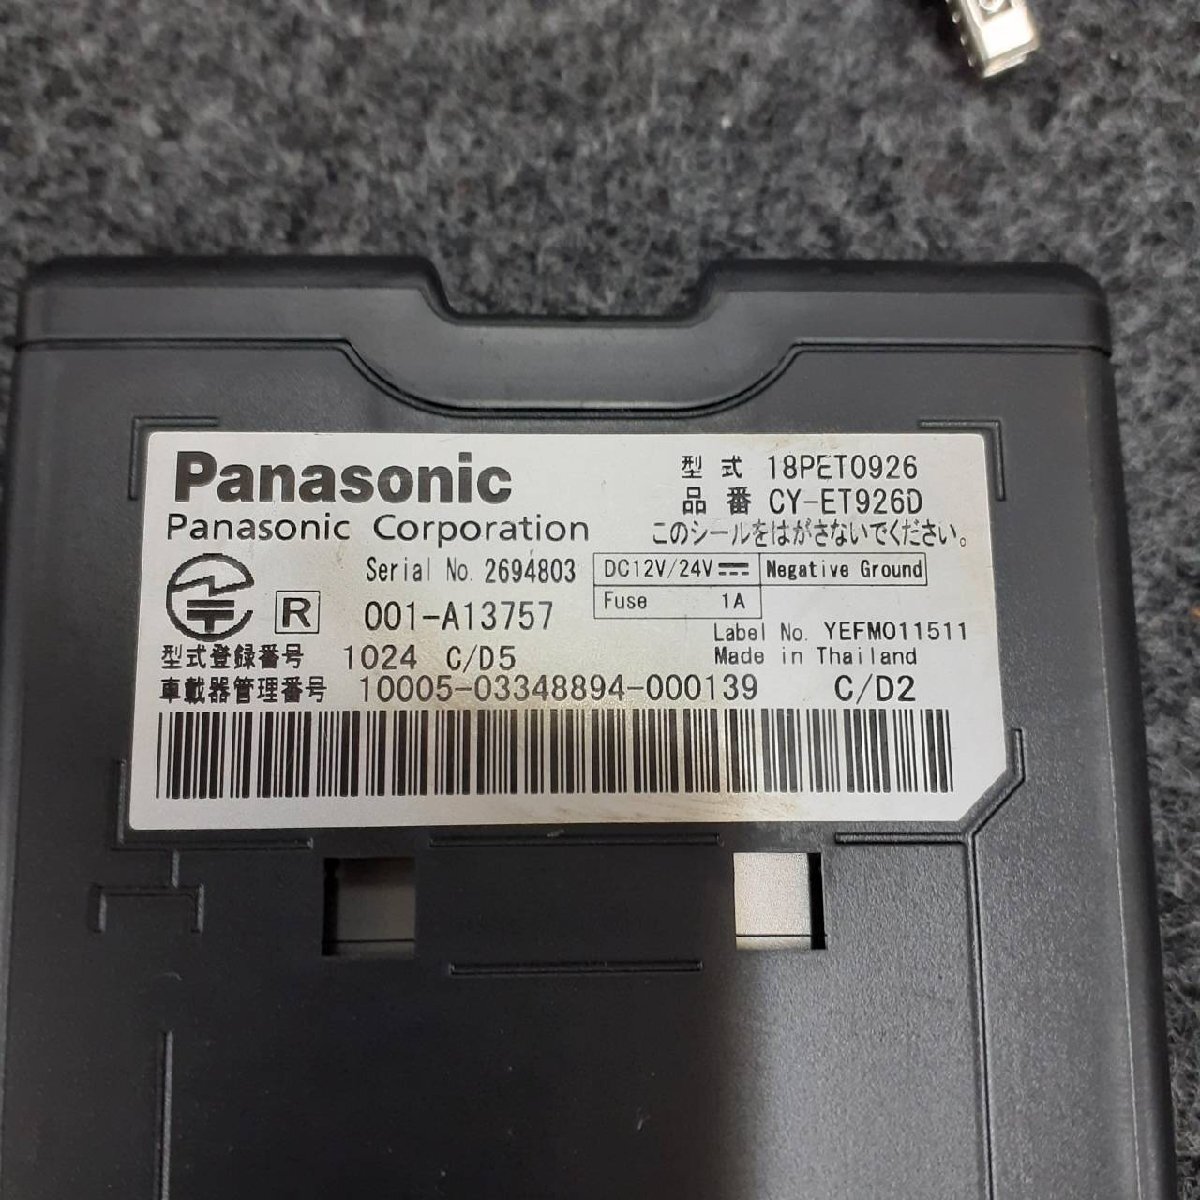 Panasonic
型式 18PET0926
品番 CY-ET926D
Panasonic Corporation
このシールをはがさないでください。
Serial No. 2694803
DC12V/24V Negative Ground
Fuse 1A
R 001-A13757
Label No. YEFM011511
型式登録番号 1024 C/D5
Made in Thailand
車載器管理番号 10005-03348894-000139 C/D2